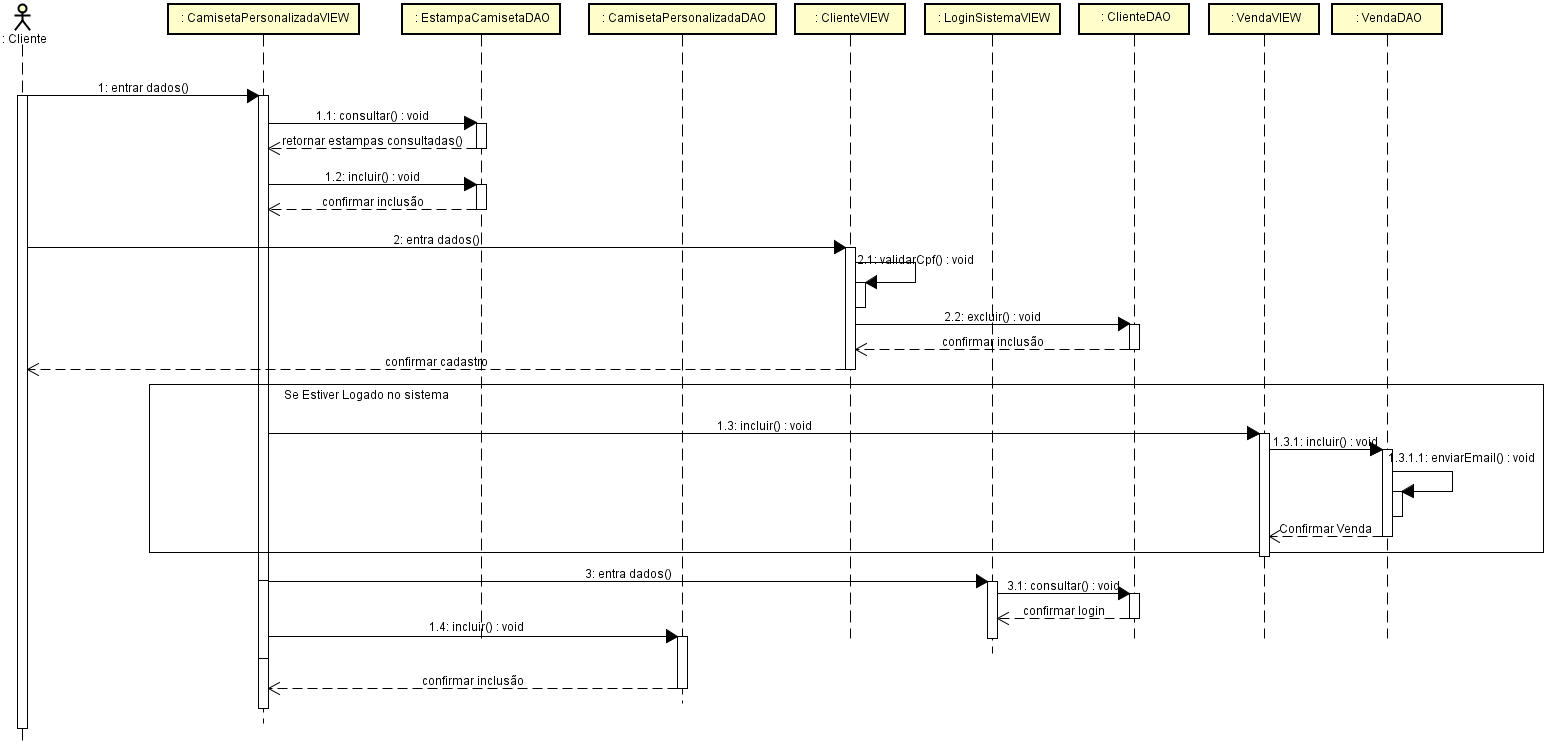 : Cliente
: CamisetaPersonalizadaVIEW
: EstampaCamisetaDAO
: CamisetaPersonalizadaDAO
: ClienteVIEW
: LoginSistemaVIEW
: ClienteDAO
: VendaVIEW
: VendaDAO
1: entrar dados()
1.1: consultar() : void
retornar estampas consultadas()
1.2: incluir() : void
confirmar inclusão
2: entra dados()
2.1: validarCpf() : void
2.2: excluir() : void
confirmar inclusão
confirmar cadastro
Se Estiver Logado no sistema
1.3: incluir() : void
1.3.1: incluir() : void
1.3.1.1: enviarEmail() : void
Confirmar Venda
3: entra dados()
3.1: consultar() : void
confirmar login
1.4: incluir() : void
confirmar inclusão